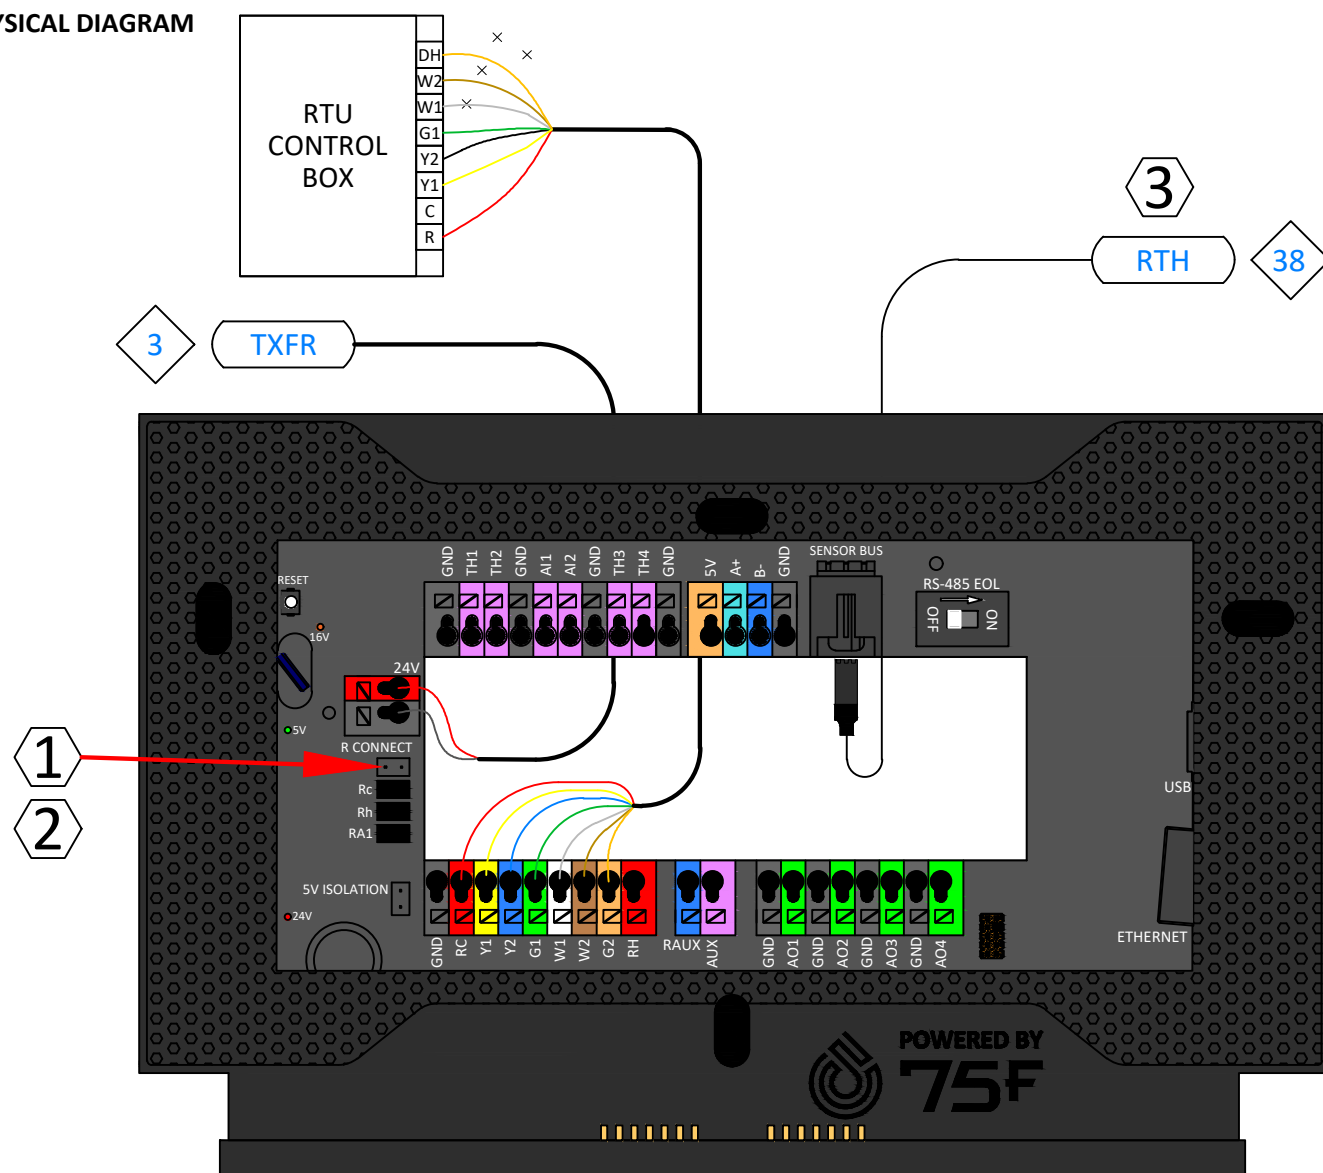 YSICAL DIAGRAM
RTU
CONTROL
BOX
DH
W2
W1
G1
Y2
Y1
C
R
3
RTH
38
3
TXFR
RESET
16V
GND
TH1
TH2
GND
AI1
AI2
GND
TH3
TH4
GND
5V
A+
B-
GND
SENSOR BUS
RS-485 EOL
OFF
ON
24V
5V
R CONNECT
1
2
Rc
Rh
RA1
USB
5V ISOLATION
24V
ETHERNET
GND
RC
Y1
Y2
G1
W1
W2
G2
RH
RAUX
AUX
GND
AO1
GND
AO2
GND
AO3
GND
AO4
POWERED BY
75F